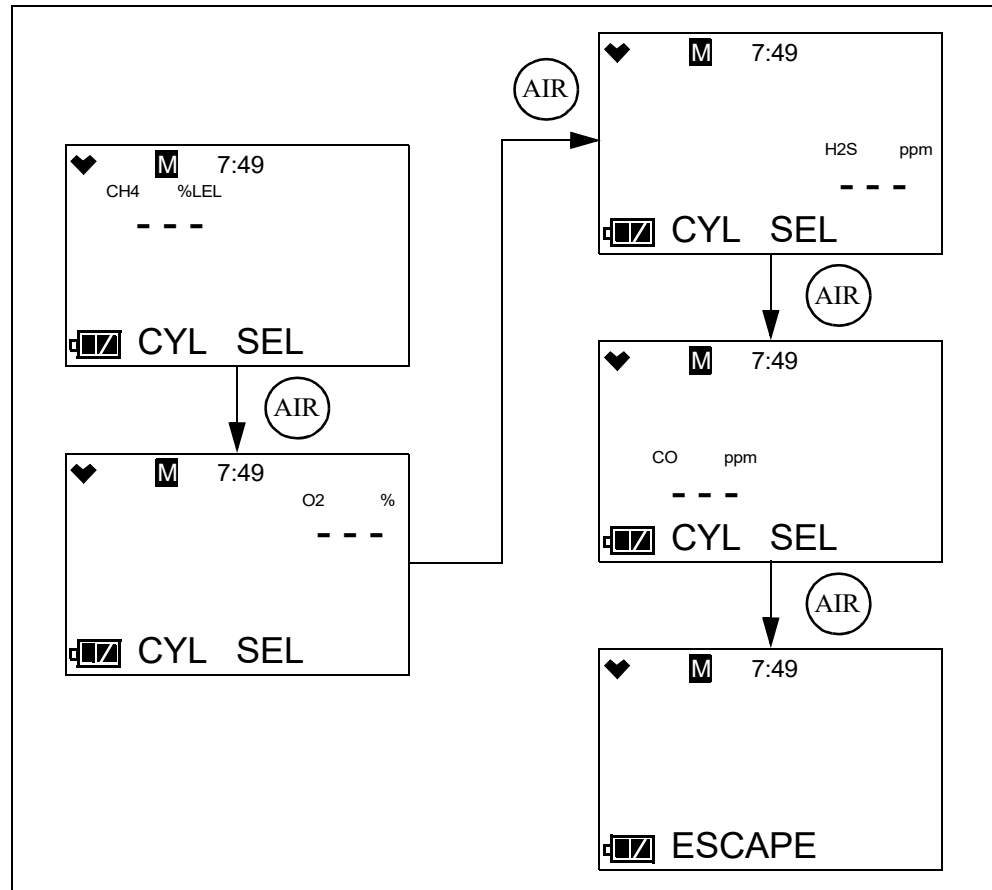 M 7:49
CH4 %LEL
- - -
CYL SEL
AIR
M 7:49
O2 %
- - -
CYL SEL
AIR
M 7:49
H2S ppm
- - -
CYL SEL
AIR
M 7:49
CO ppm
- - -
CYL SEL
AIR
M 7:49
ESCAPE